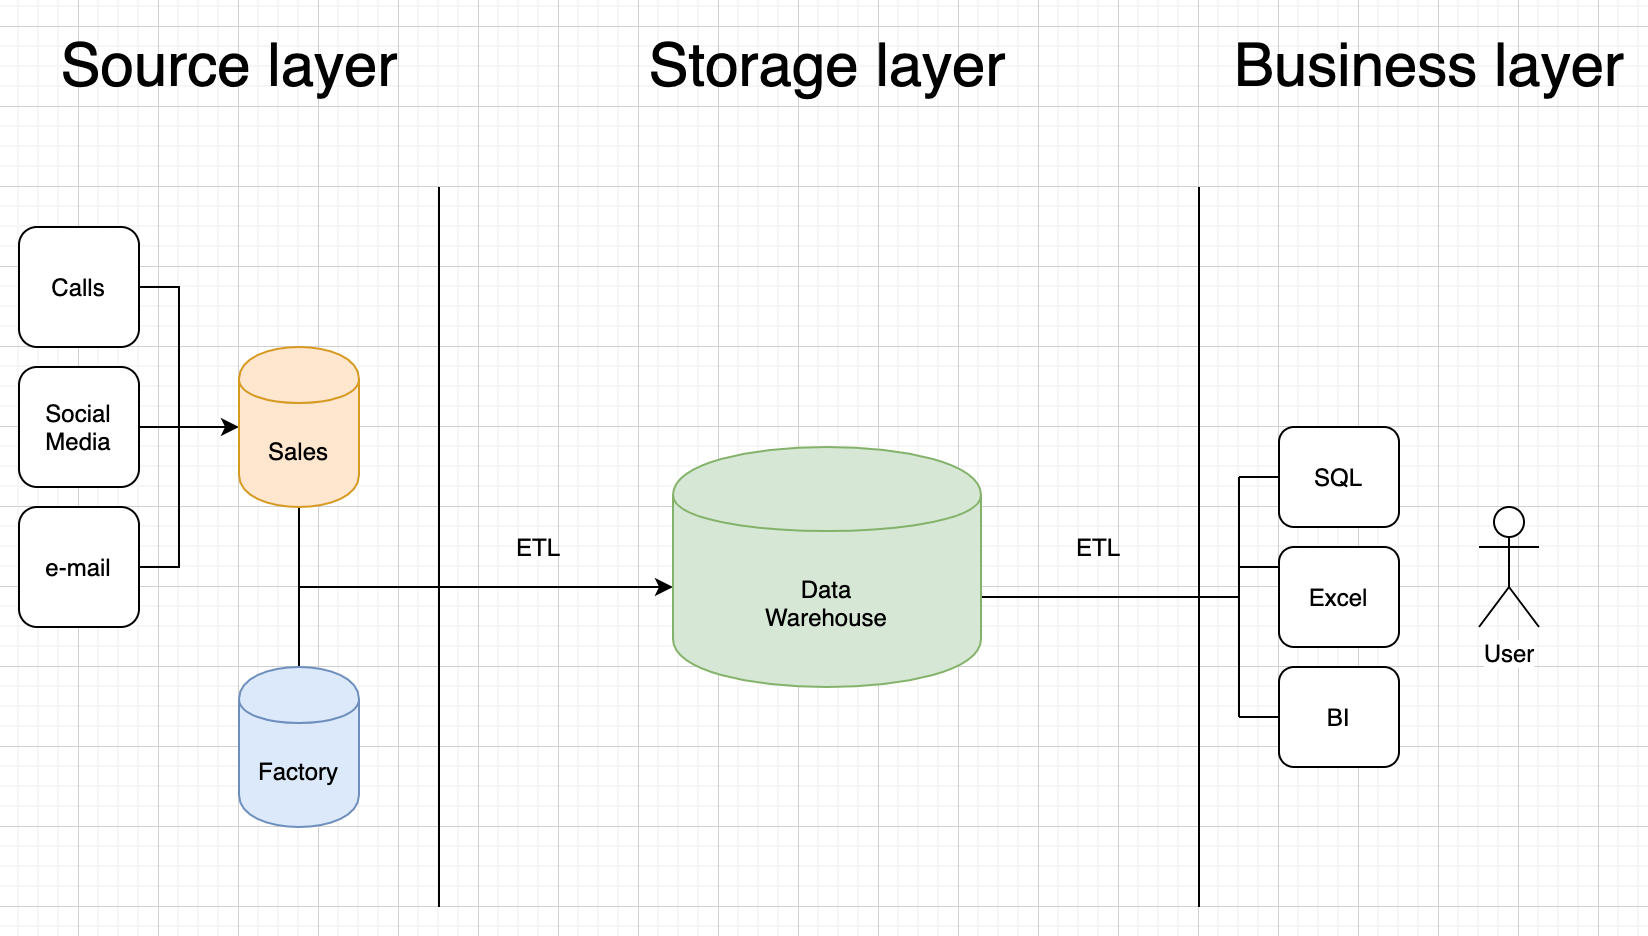 Source layer
Storage layer
Business layer
Calls
Social
Media
e-mail
Sales
Factory
ETL
Data
Warehouse
ETL
SQL
Excel
BI
User